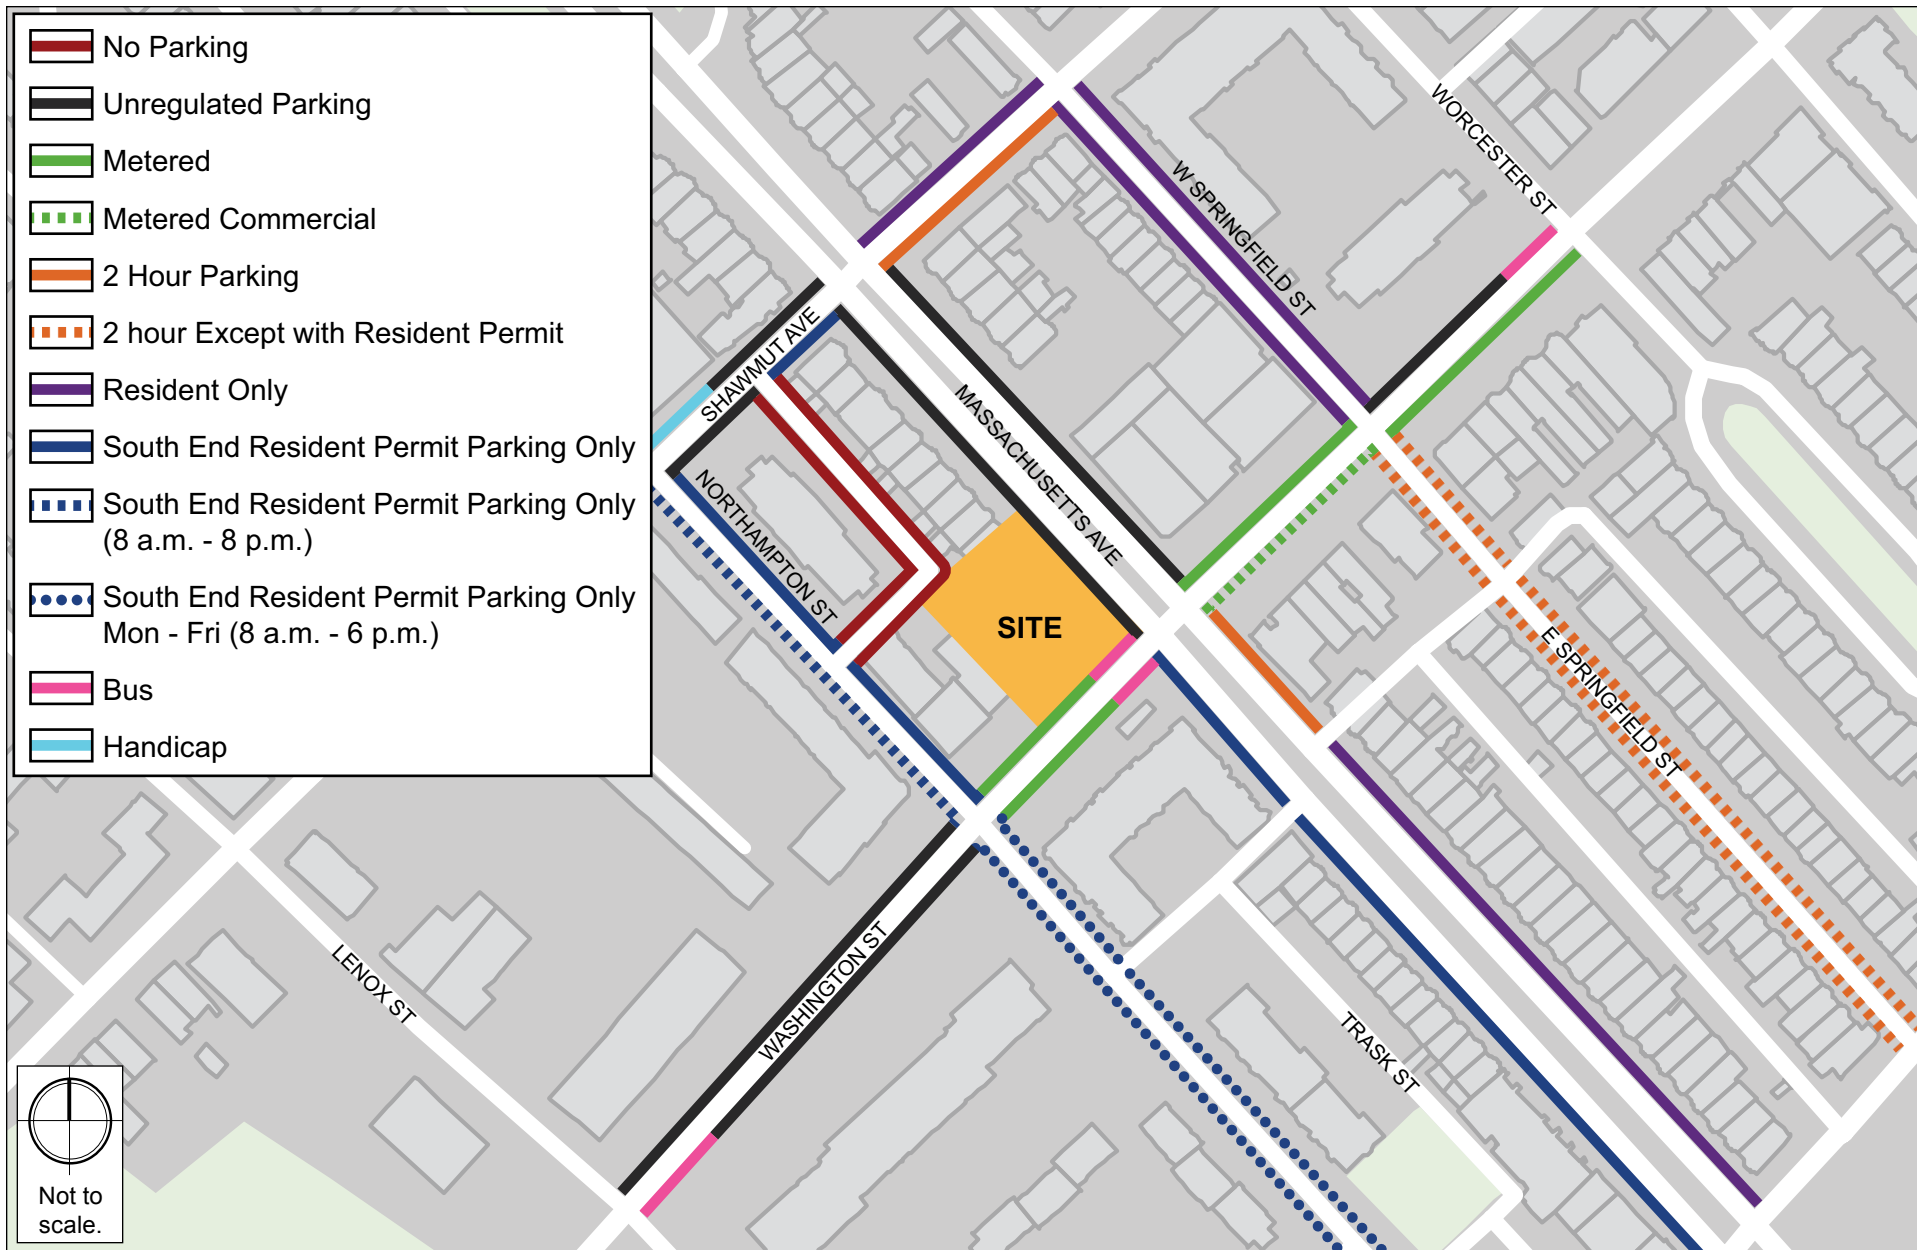 No Parking
Unregulated Parking
Metered
Metered Commercial
2 Hour Parking
2 hour Except with Resident Permit
Resident Only
South End Resident Permit Parking Only
South End Resident Permit Parking Only
(8 a.m. - 8 p.m.)
South End Resident Permit Parking Only
Mon - Fri (8 a.m. - 6 p.m.)
Bus
Handicap
WORCESTER ST
W SPRINGFIELD ST
SHAWMUT AVE
MASSACHUSETTS AVE
NORTHAMPTON ST
SITE
E SPRINGFIELD ST
WASHINGTON ST
LENOX ST
TRASK ST
Not to
scale.